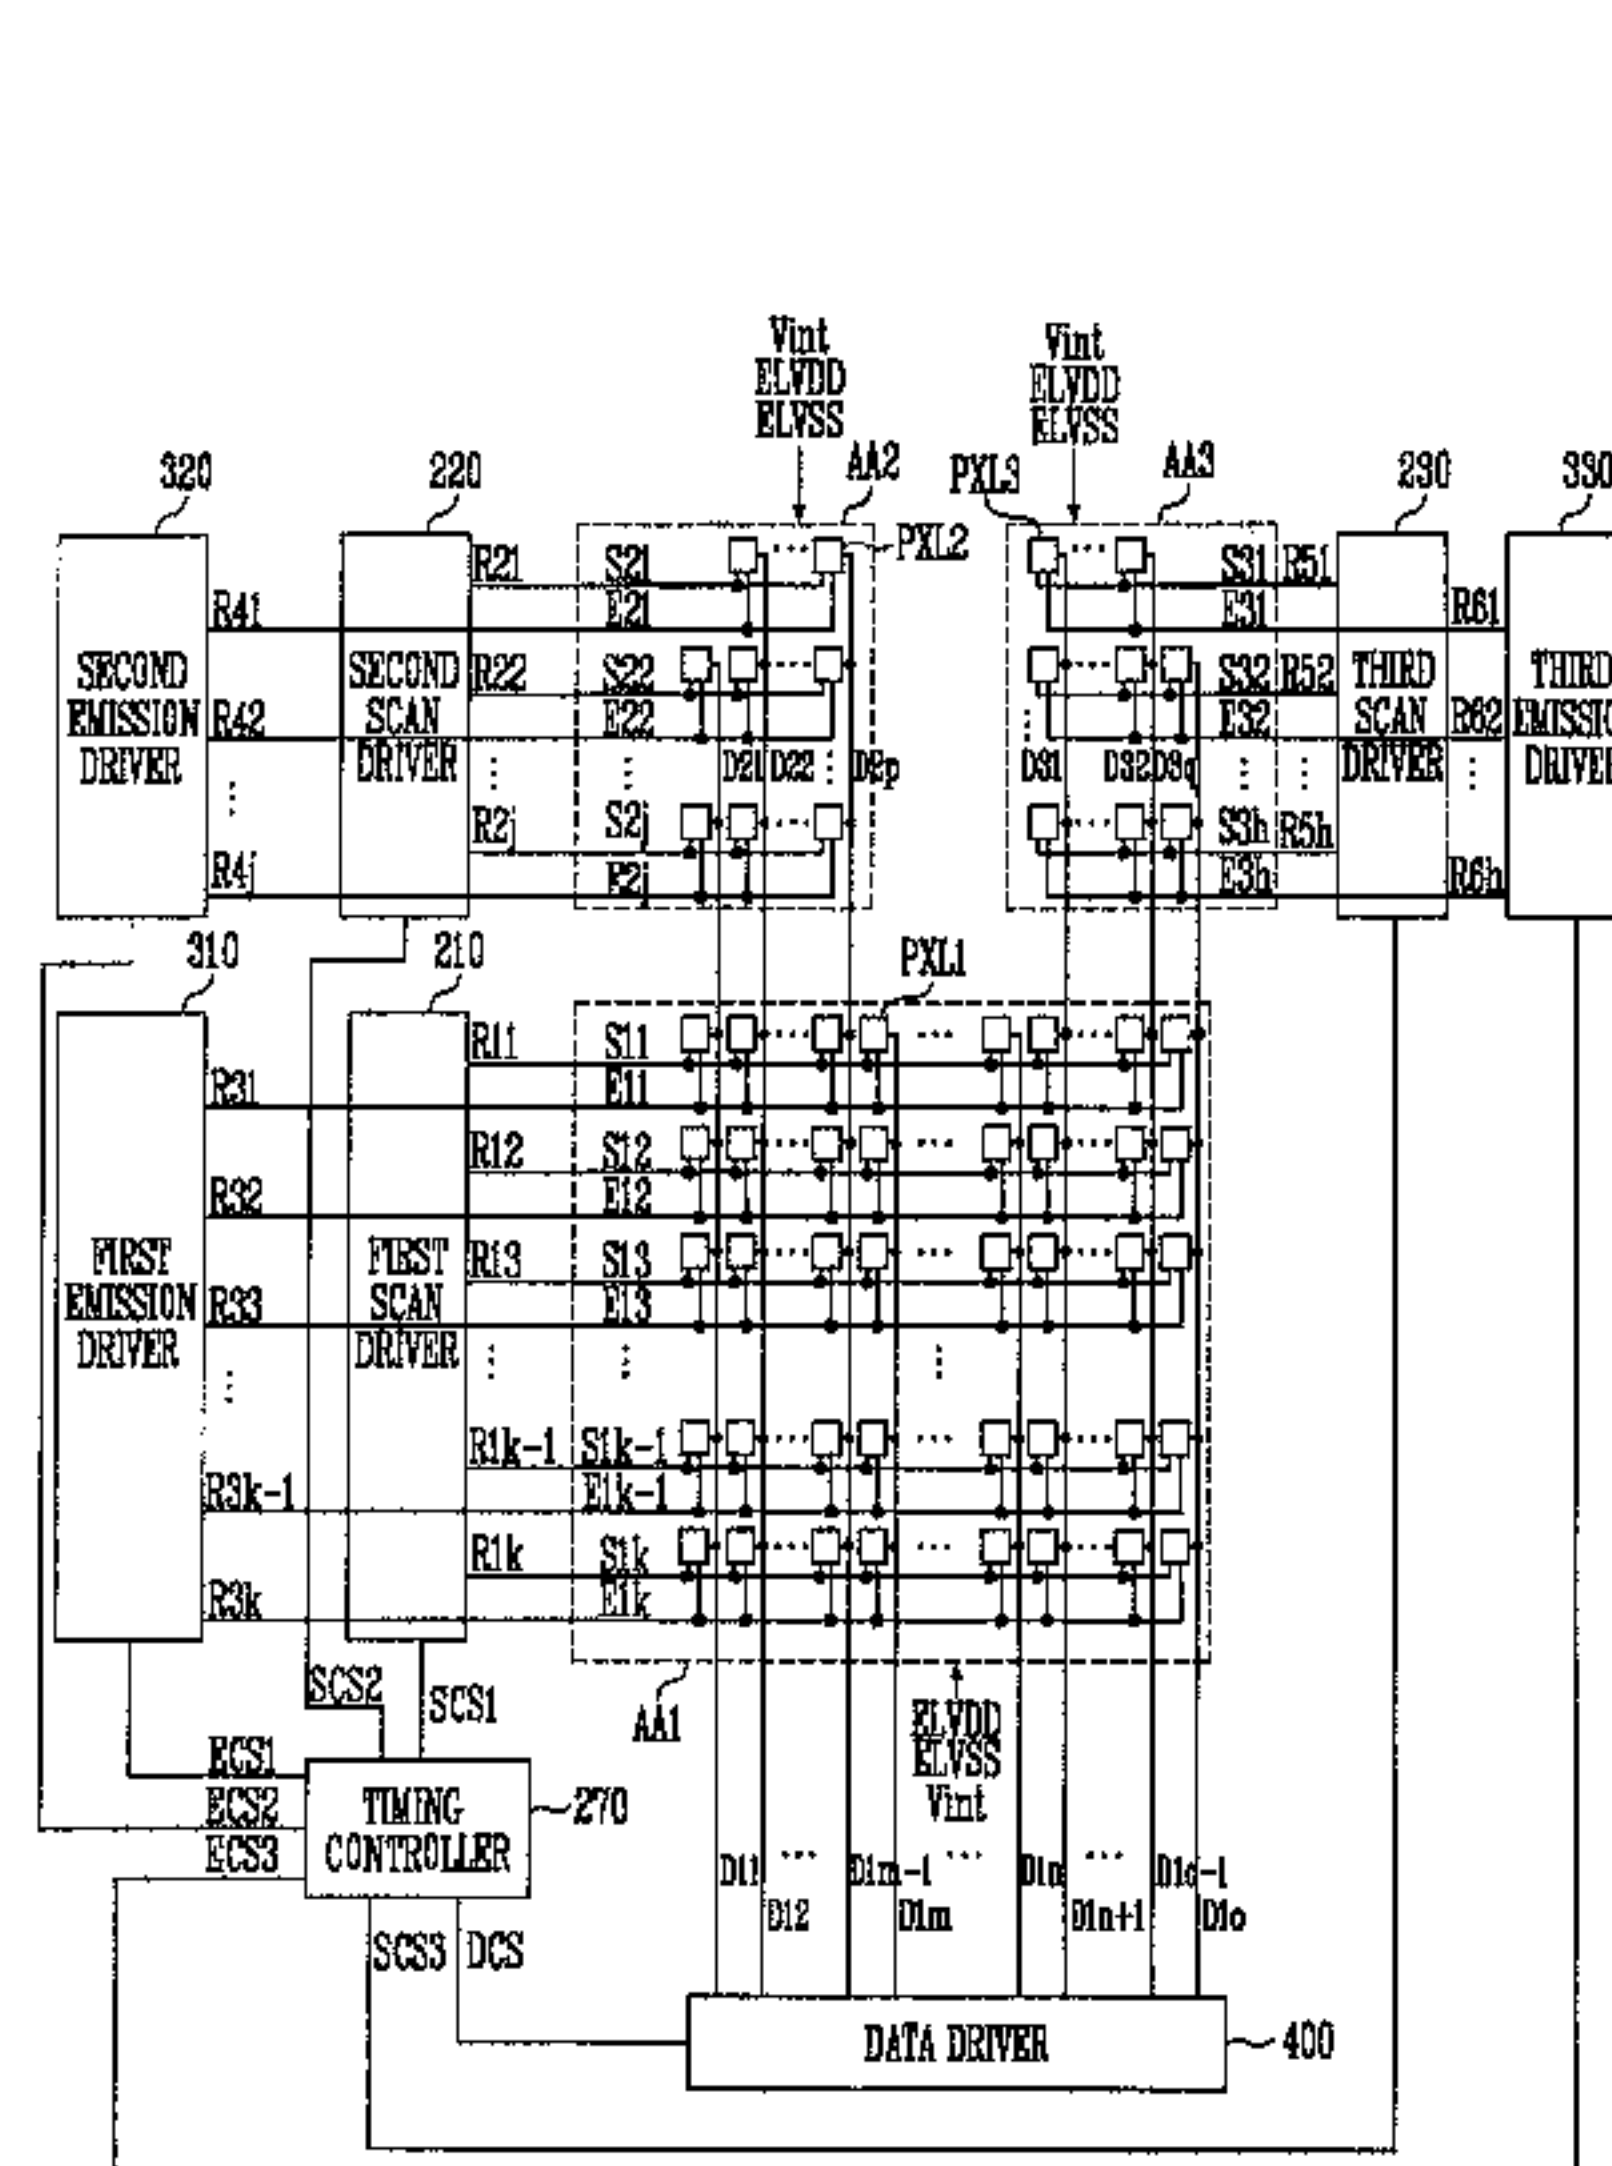 Vint
ELVDD
ELVSS
Vint
ELVDD
ELVSS
320
220
AA2
PXL3
AA3
230
330
R21
S21
PXL2
S31
R51
R41
E21
E31
R61
SECOND
EMISSION
DRIVER
SECOND
SCAN
DRIVER
R22
S22
S32
R52
THIRD
SCAN
DRIVER
THIRD
R42
E22
E32
R62
D21
D22
D2p
D31
D32
D3q
R2j
S2j
S3h
R5h
R4j
E2j
E3h
R6h
310
210
PXL1
R11
S11
R31
E11
R12
S12
R32
E12
FIRST
EMISSION
DRIVER
FIRST
SCAN
DRIVER
R13
S13
R33
E13
R1k-1
S1k-1
R3k-1
E1k-1
R1k
S1k
R3k
E1k
SCS2
SCS1
AA1
ELVDD
ELVSS
Vint
ECS1
ECS2
ECS3
TIMING
CONTROLLER
270
D11
D12
D1m-1
D1m
D1n
D1n+1
D1o-1
D1o
SCS3
DCS
DATA DRIVER
400